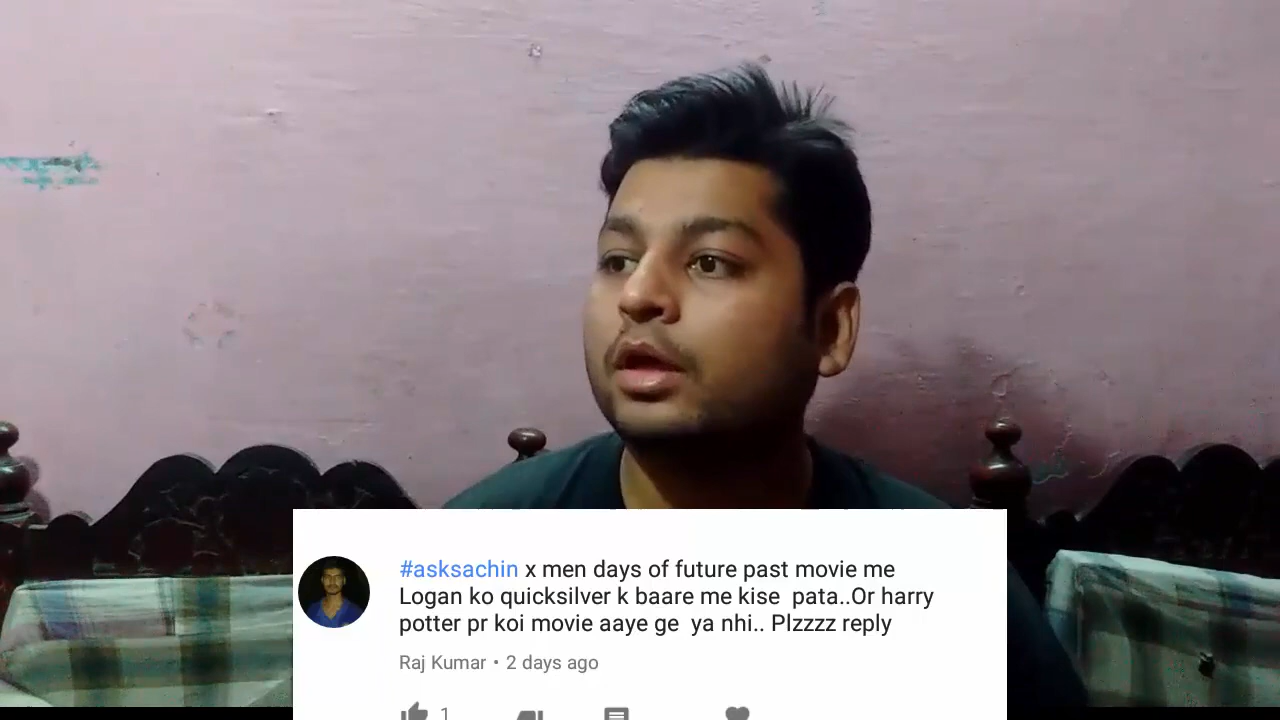 #asksachin x men days of future past movie me
Logan ko quicksilver k baare me kise pata..Or harry
potter pr koi movie aaye ge ya nhi.. Plzzzz reply
Raj Kumar • 2 days ago
1